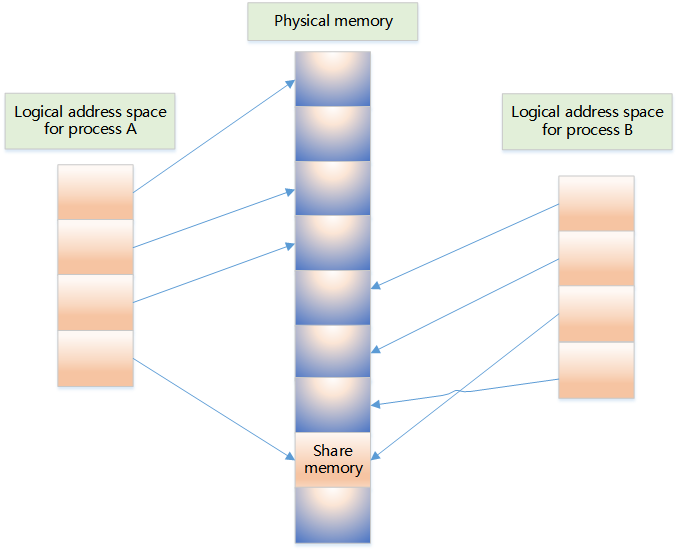 Physical memory
Logical address space
for process A
Logical address space
for process B
Share
memory